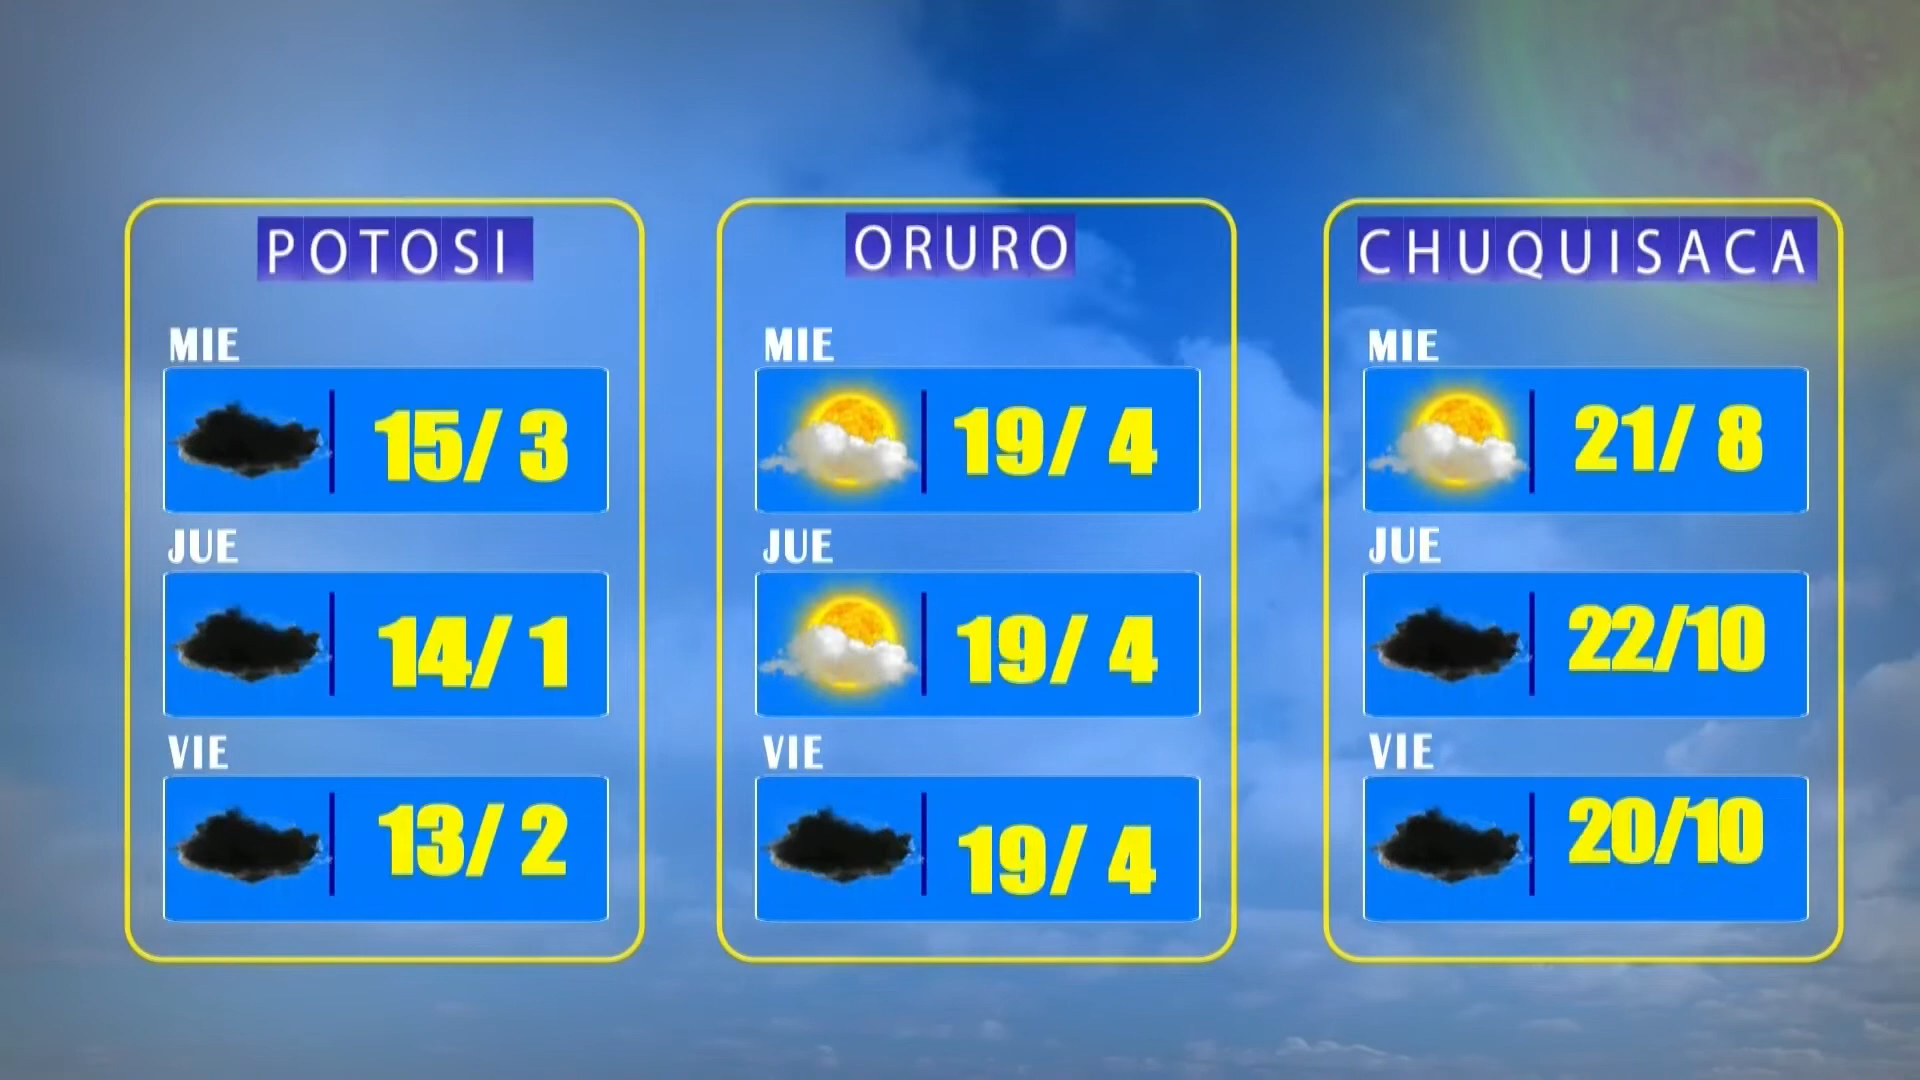 POTOSI
MIE
15/ 3
JUE
14/ 1
VIE
13/ 2
ORURO
MIE
19/ 4
JUE
19/ 4
VIE
19/ 4
CHUQUISACA
MIE
21/ 8
JUE
22/10
VIE
20/10